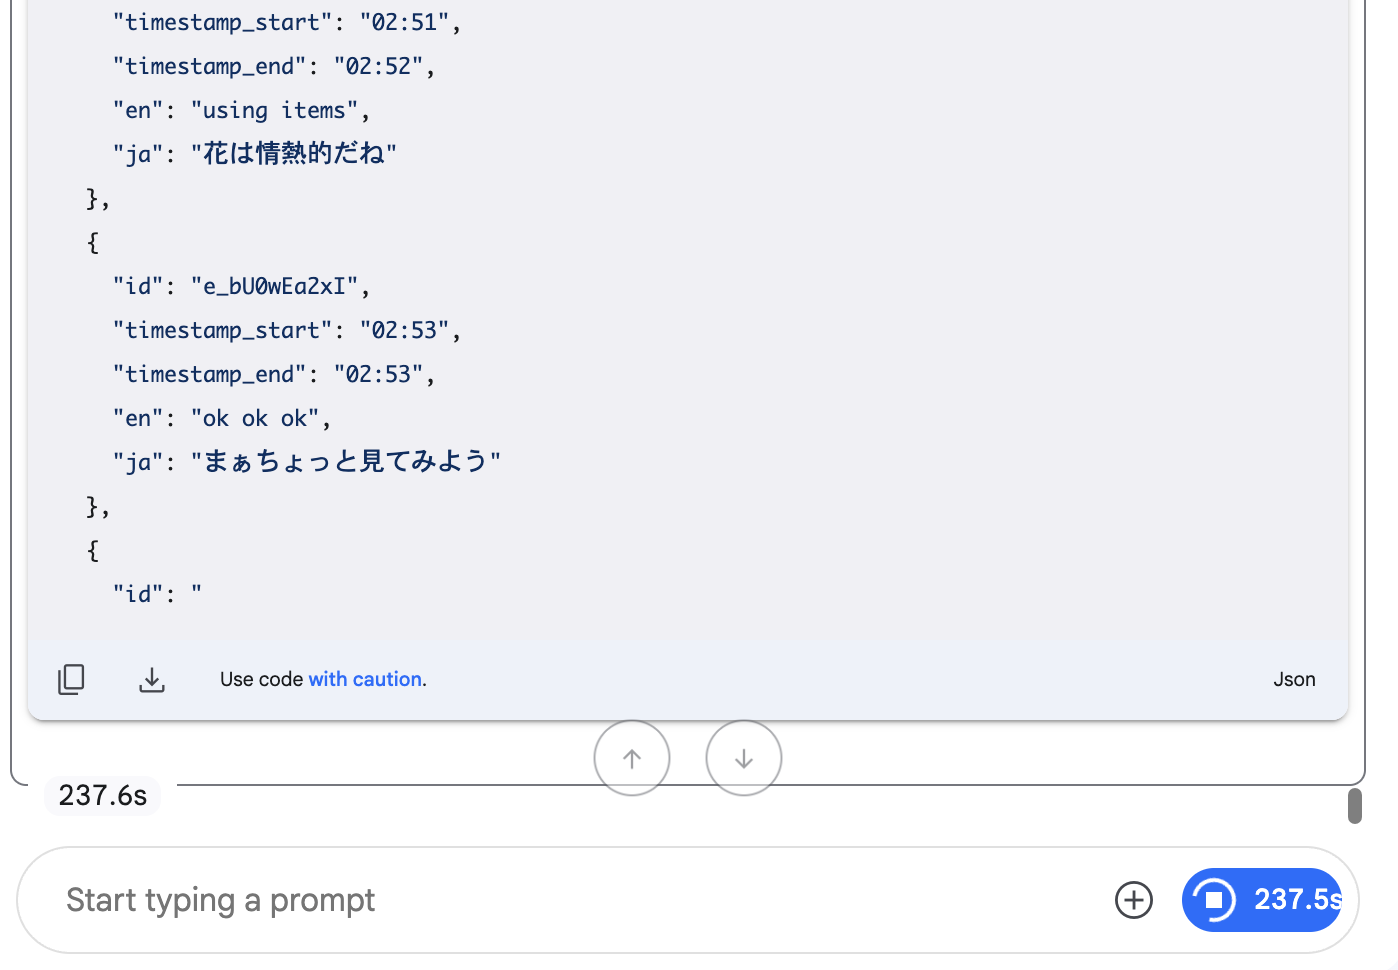 "timestamp_start": "02:51",
"timestamp_end": "02:52",
"en": "using items",
"ja": "花は情熱的だね"
},
{
"id": "e_bU0wEa2xI",
"timestamp_start": "02:53",
"timestamp_end": "02:53",
"en": "ok ok ok",
"ja": "まぁちょっと見てみよう"
},
{
"id": "
Use code with caution.
Json
237.6s
Start typing a prompt
237.5s